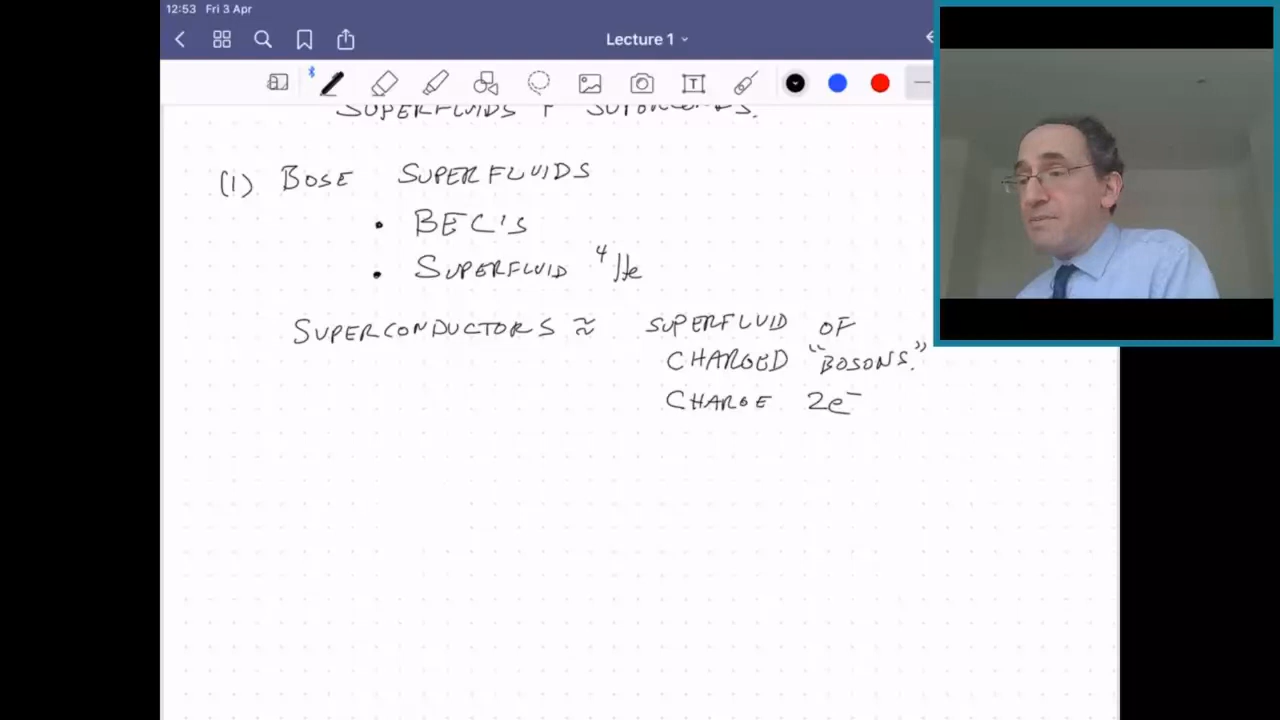 12:53 Fri 3 Apr
Lecture 1
SUPERFLUIDS +
(1) BOSE SUPERFLUIDS
• BEC's
• SUPERFLUID ⁴He
SUPERCONDUCTORS ≈ SUPERFLUID OF
CHARGED "BOSONS."
CHARGE 2e⁻